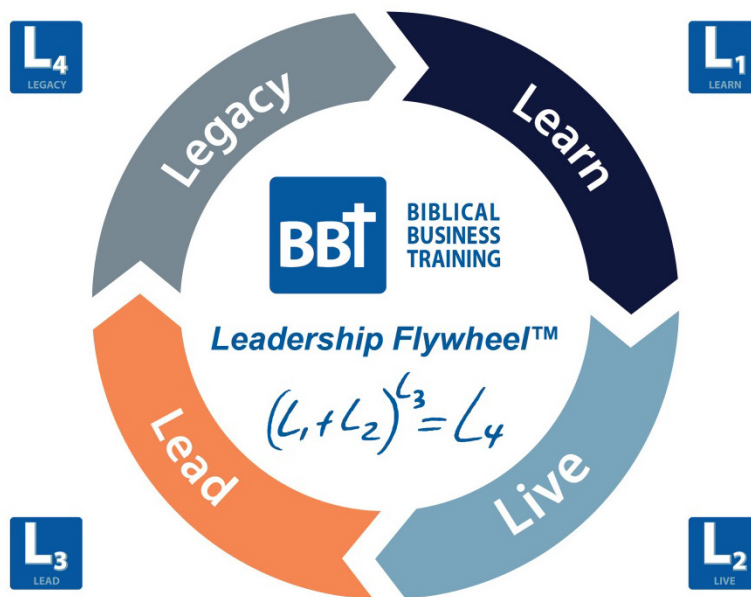 L4
LEGACY
L1
LEARN
Legacy
Learn
BBT
BIBLICAL
BUSINESS
TRAINING
Leadership Flywheel™
(L1+L2)^L3=L4
Lead
Live
L3
LEAD
L2
LIVE